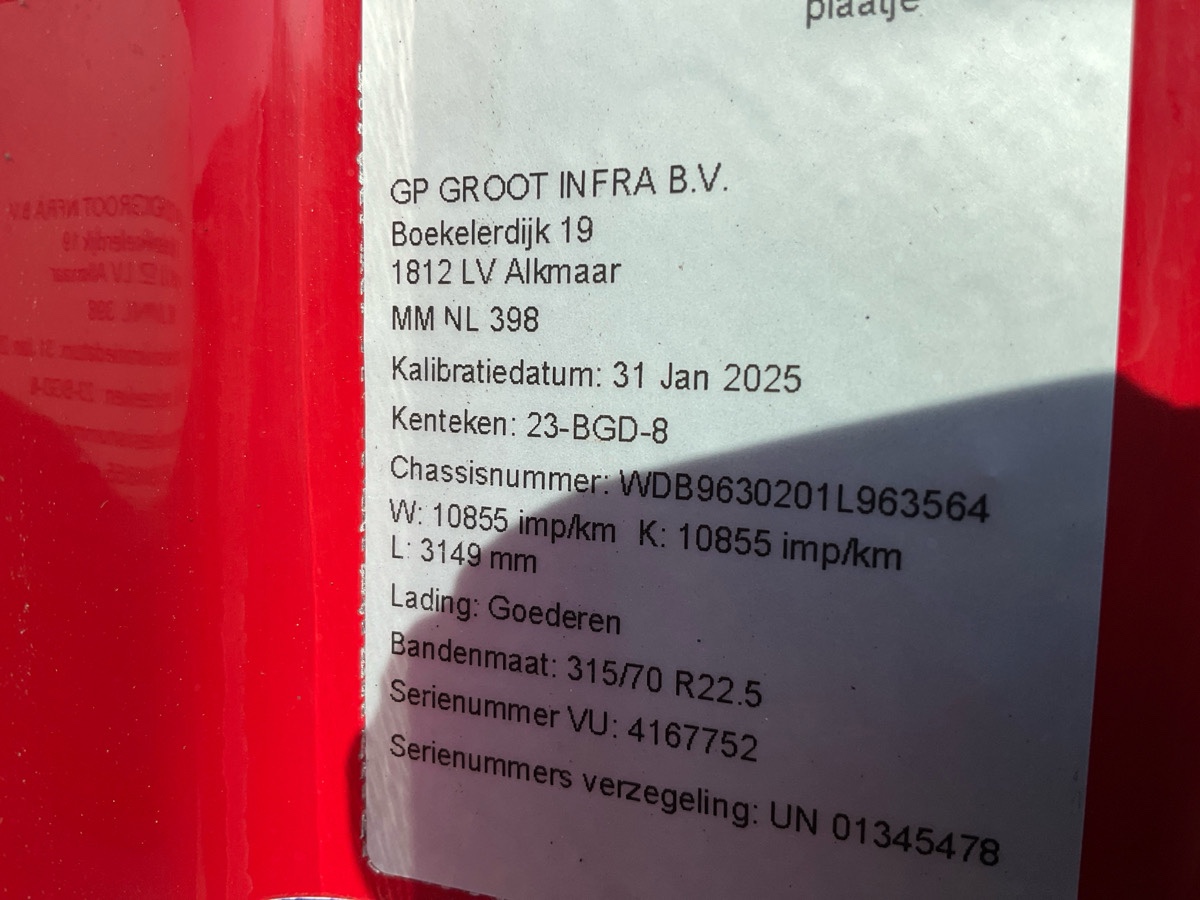 plaatje
GP GROOT INFRA B.V.
Boekelerdijk 19
1812 LV Alkmaar
MM NL 398
Kalibratiedatum: 31 Jan 2025
Kenteken: 23-BGD-8
Chassisnummer: WDB9630201L963564
W: 10855 imp/km K: 10855 imp/km
L: 3149 mm
Lading: Goederen
Bandenmaat: 315/70 R22.5
Serienummer VU: 4167752
Serienummers verzegeling: UN 01345478